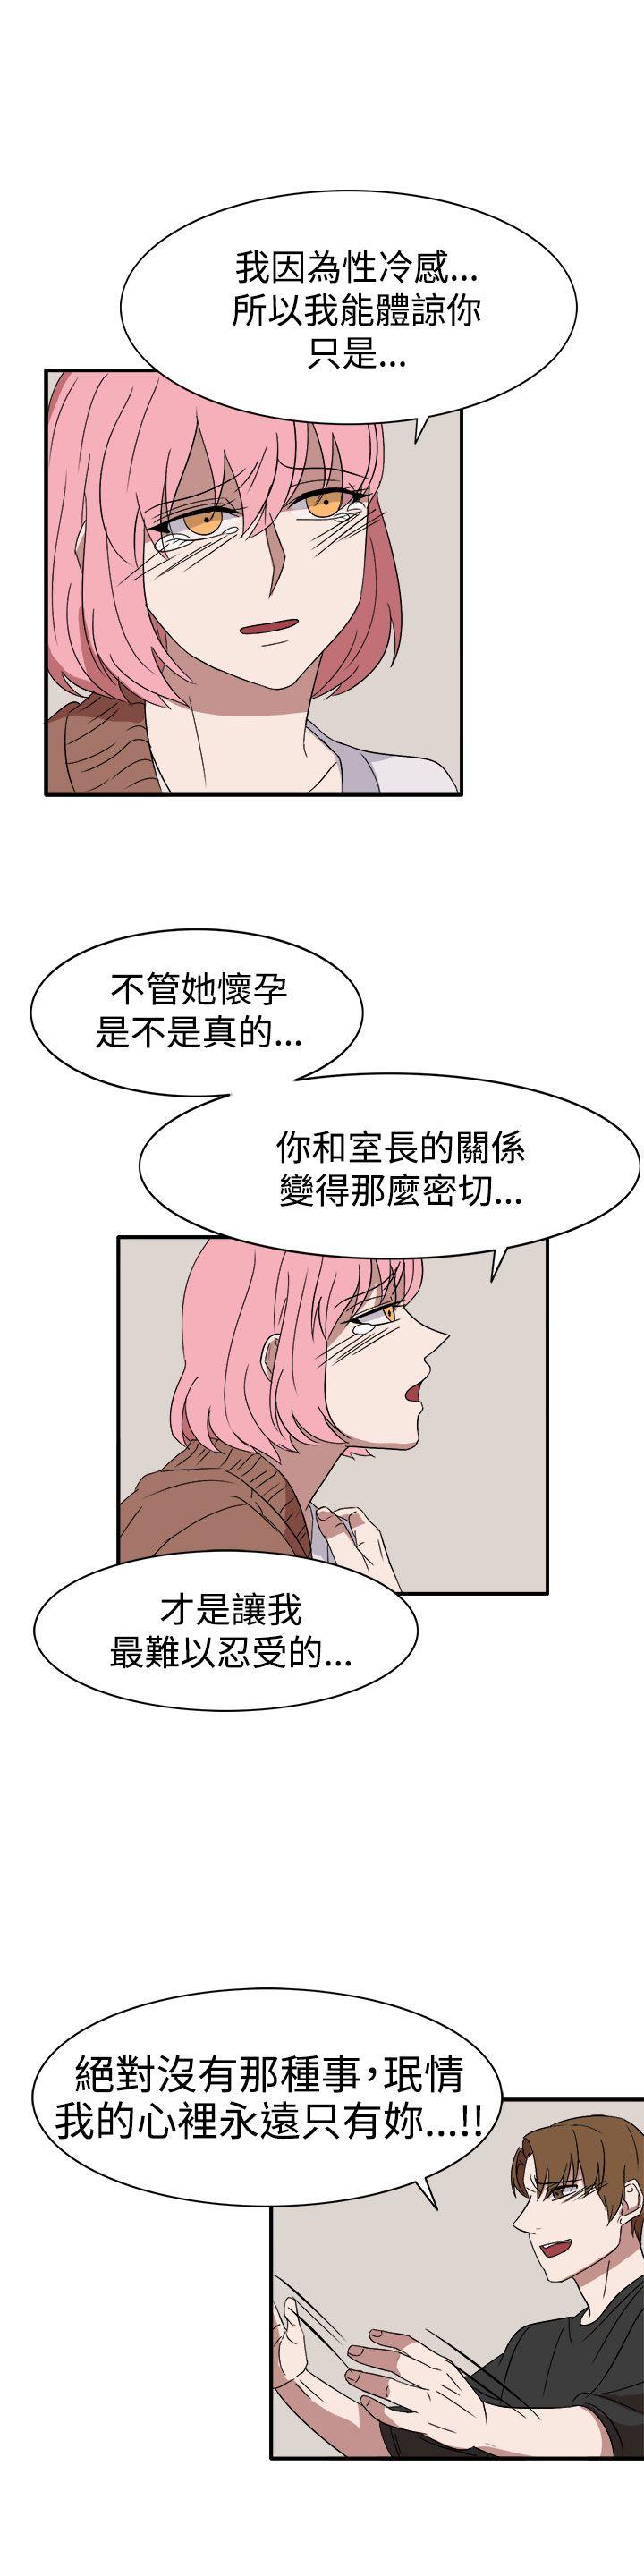 我因為性冷感...
所以我能體諒你
只是...
不管她懷孕
是不是真的...
你和室長的關係
變得那麼密切...
才是讓我
最難以忍受的...
絕對沒有那種事，珉情
我的心裡永遠只有妳...!!